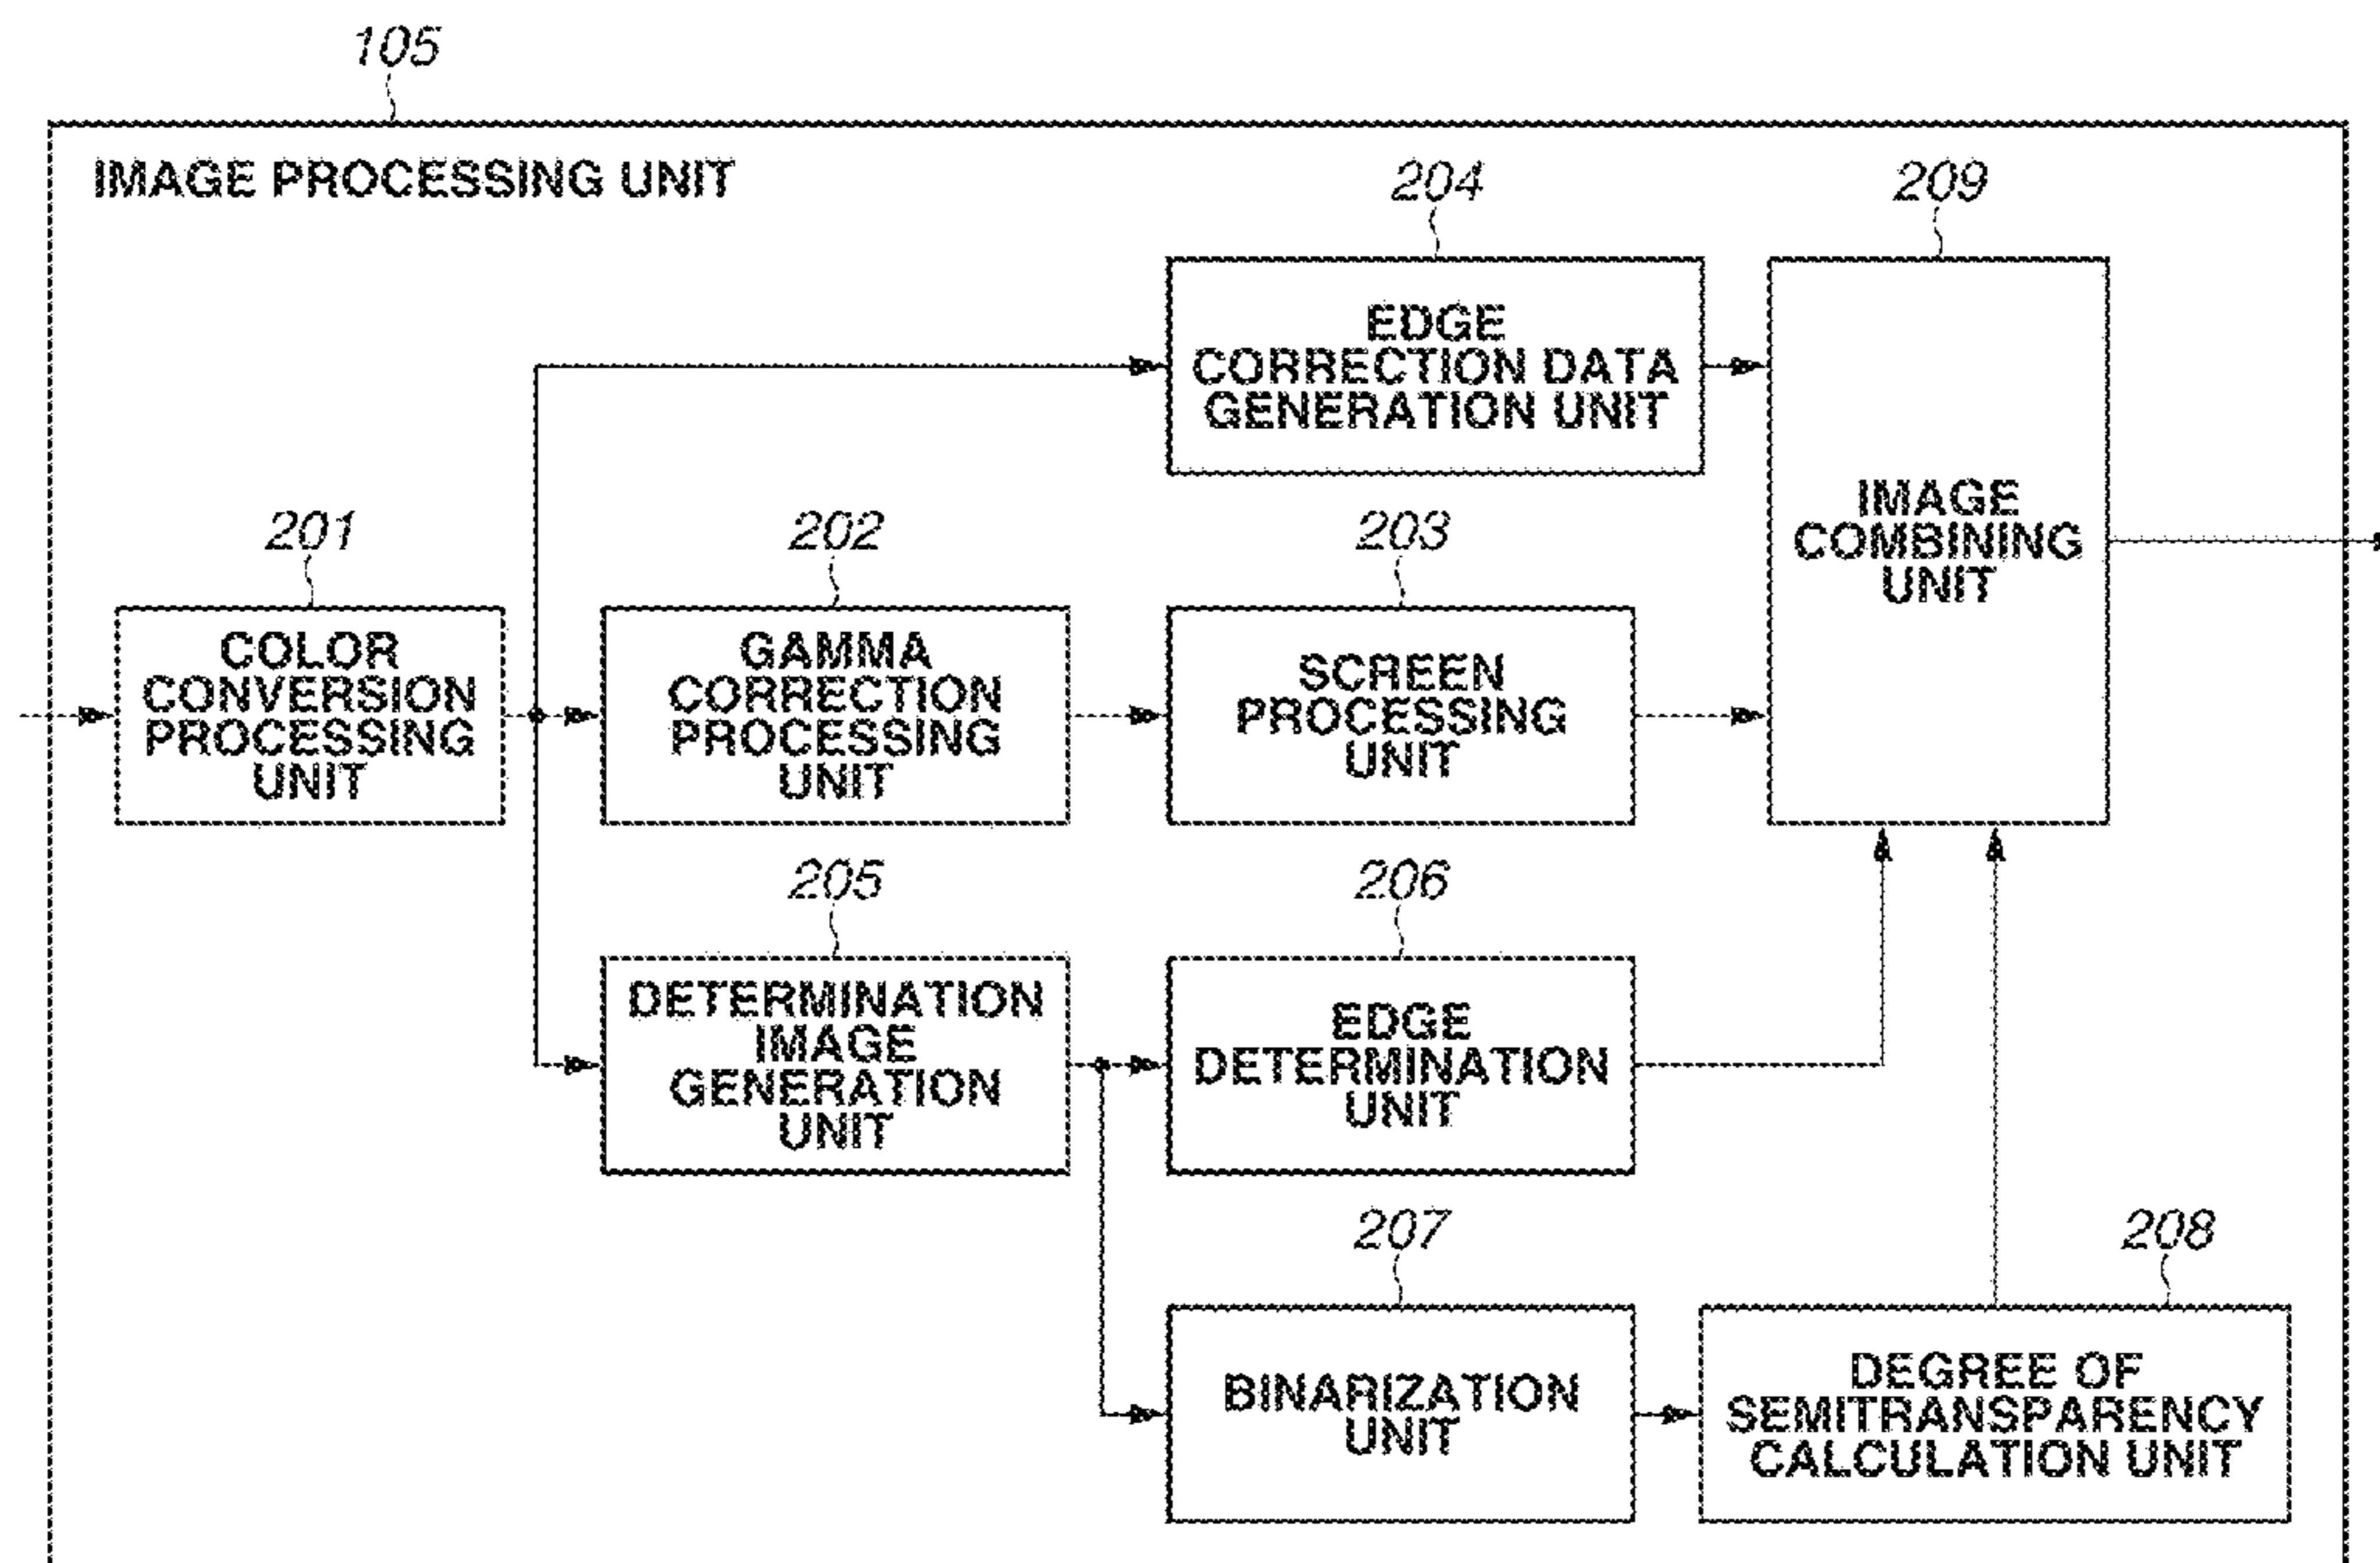 105
IMAGE PROCESSING UNIT
204
209
EDGE
CORRECTION DATA
GENERATION UNIT
IMAGE
COMBINING
UNIT
201
202
203
COLOR
CONVERSION
PROCESSING
UNIT
GAMMA
CORRECTION
PROCESSING
UNIT
SCREEN
PROCESSING
UNIT
205
206
DETERMINATION
IMAGE
GENERATION
UNIT
EDGE
DETERMINATION
UNIT
207
208
BINARIZATION
UNIT
DEGREE OF
SEMITRANSPARENCY
CALCULATION UNIT